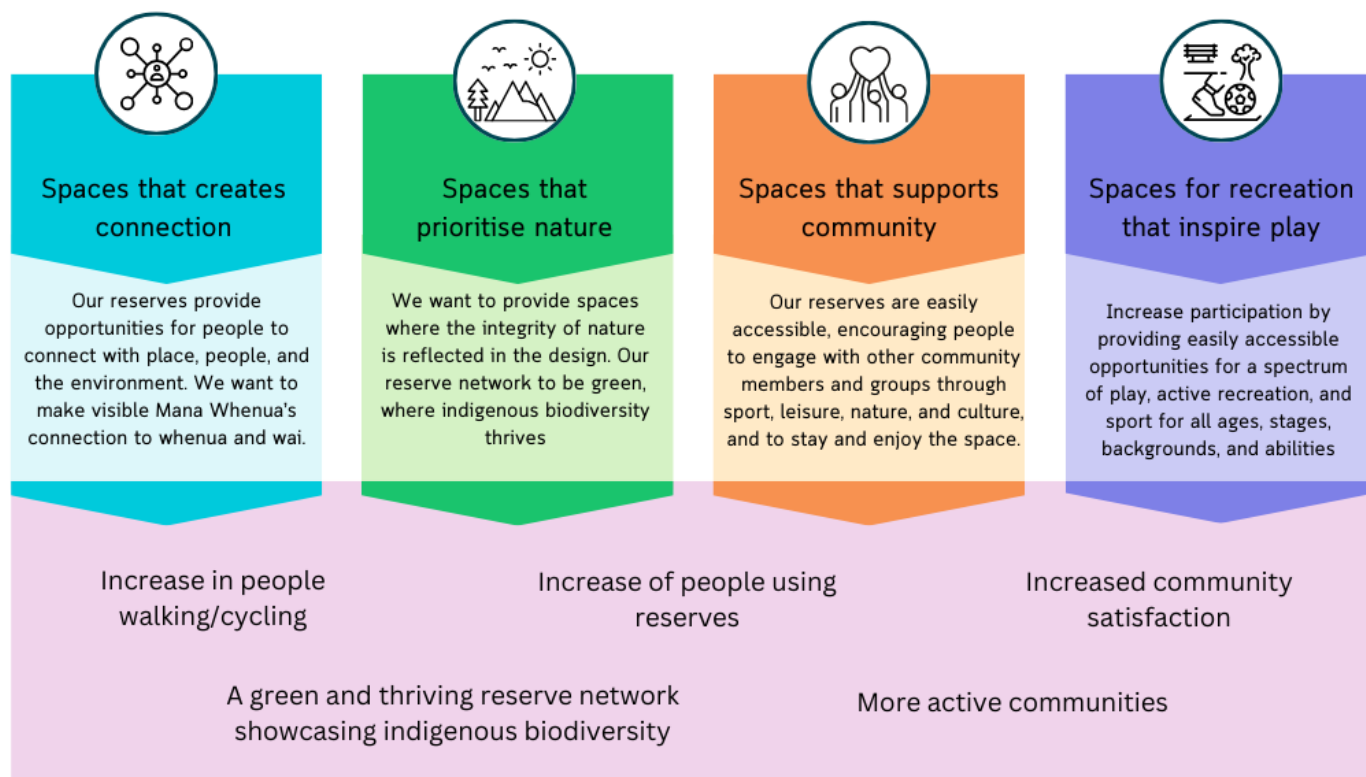 Spaces that creates
connection
Our reserves provide
opportunities for people to
connect with place, people, and
the environment. We want to
make visible Mana Whenua's
connection to whenua and wai.
Spaces that
prioritise nature
We want to provide spaces
where the integrity of nature
is reflected in the design. Our
reserve network to be green,
where indigenous biodiversity
thrives
Spaces that supports
community
Our reserves are easily
accessible, encouraging people
to engage with other community
members and groups through
sport, leisure, nature, and culture,
and to stay and enjoy the space.
Spaces for recreation
that inspire play
Increase participation by
providing easily accessible
opportunities for a spectrum
of play, active recreation, and
sport for all ages, stages,
backgrounds, and abilities
Increase in people
walking/cycling
Increase of people using
reserves
Increased community
satisfaction
A green and thriving reserve network
showcasing indigenous biodiversity
More active communities